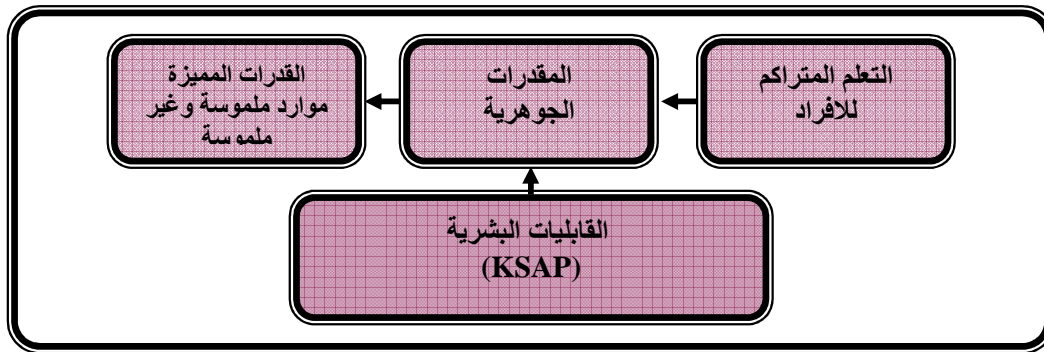 التعلم المتراكم
للافراد
المقدرات
الجوهرية
القدرات المميزة
موارد ملموسة وغير
ملموسة
القابليات البشرية
(KSAP)